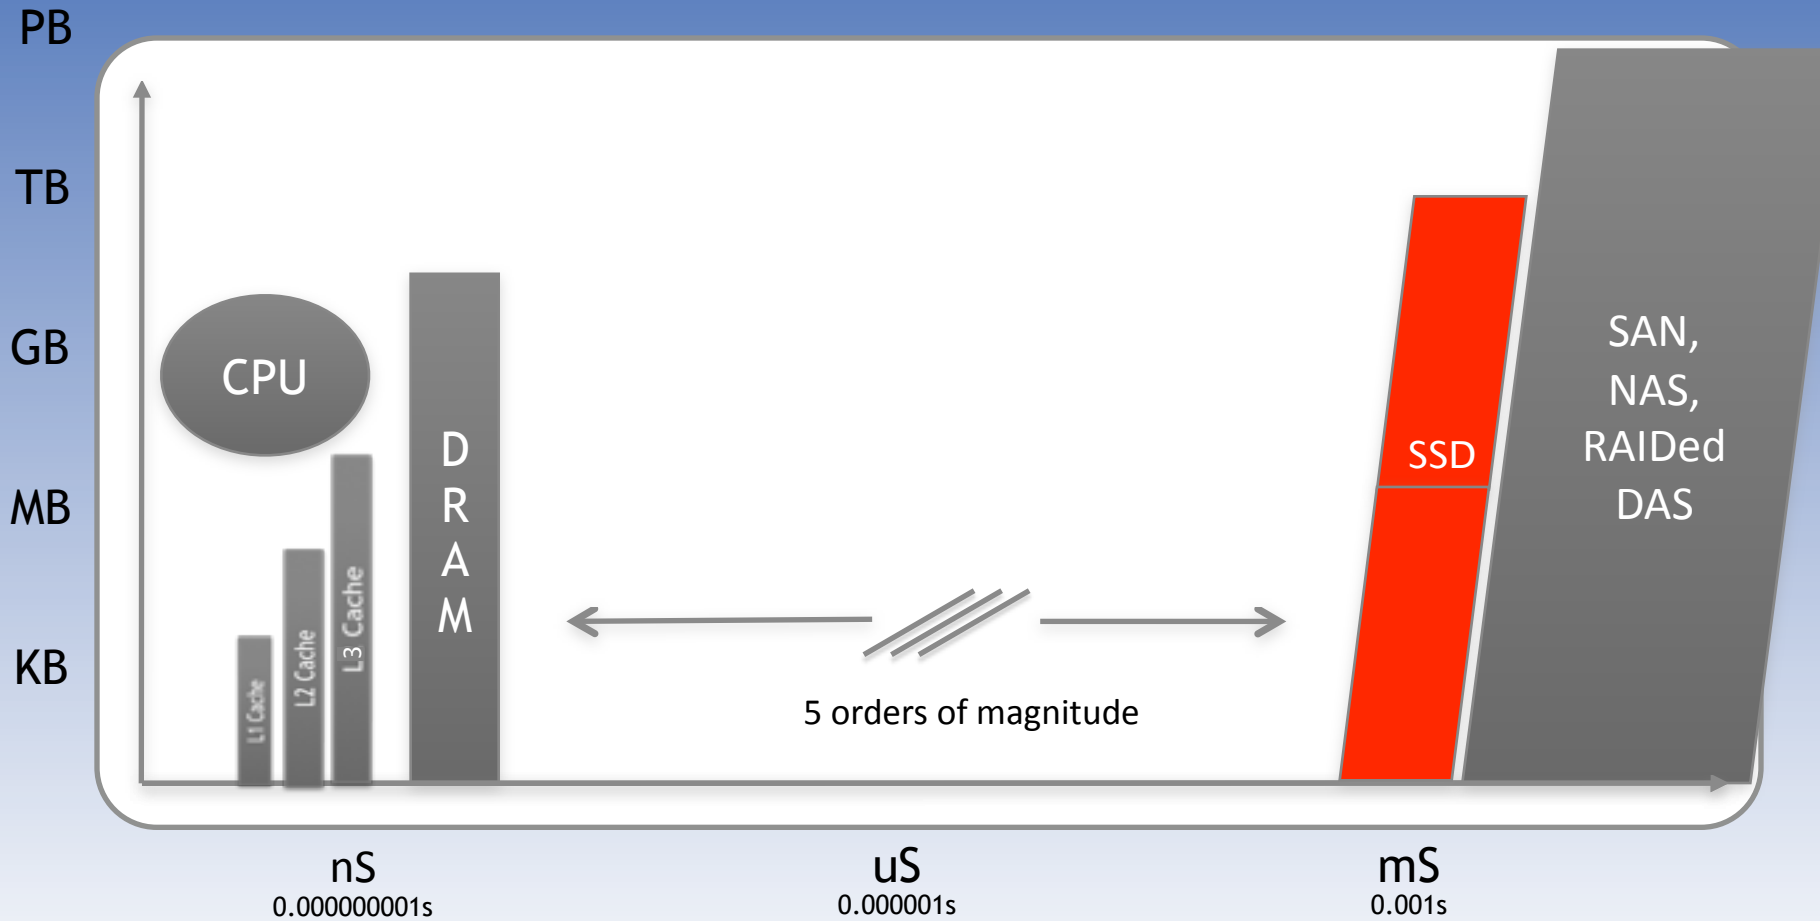 PB
TB
GB
MB
KB
CPU
L1 Cache
L2 Cache
L3 Cache
D
R
A
M
5 orders of magnitude
SSD
SAN,
NAS,
RAIDed
DAS
nS
0.000000001s
uS
0.000001s
mS
0.001s